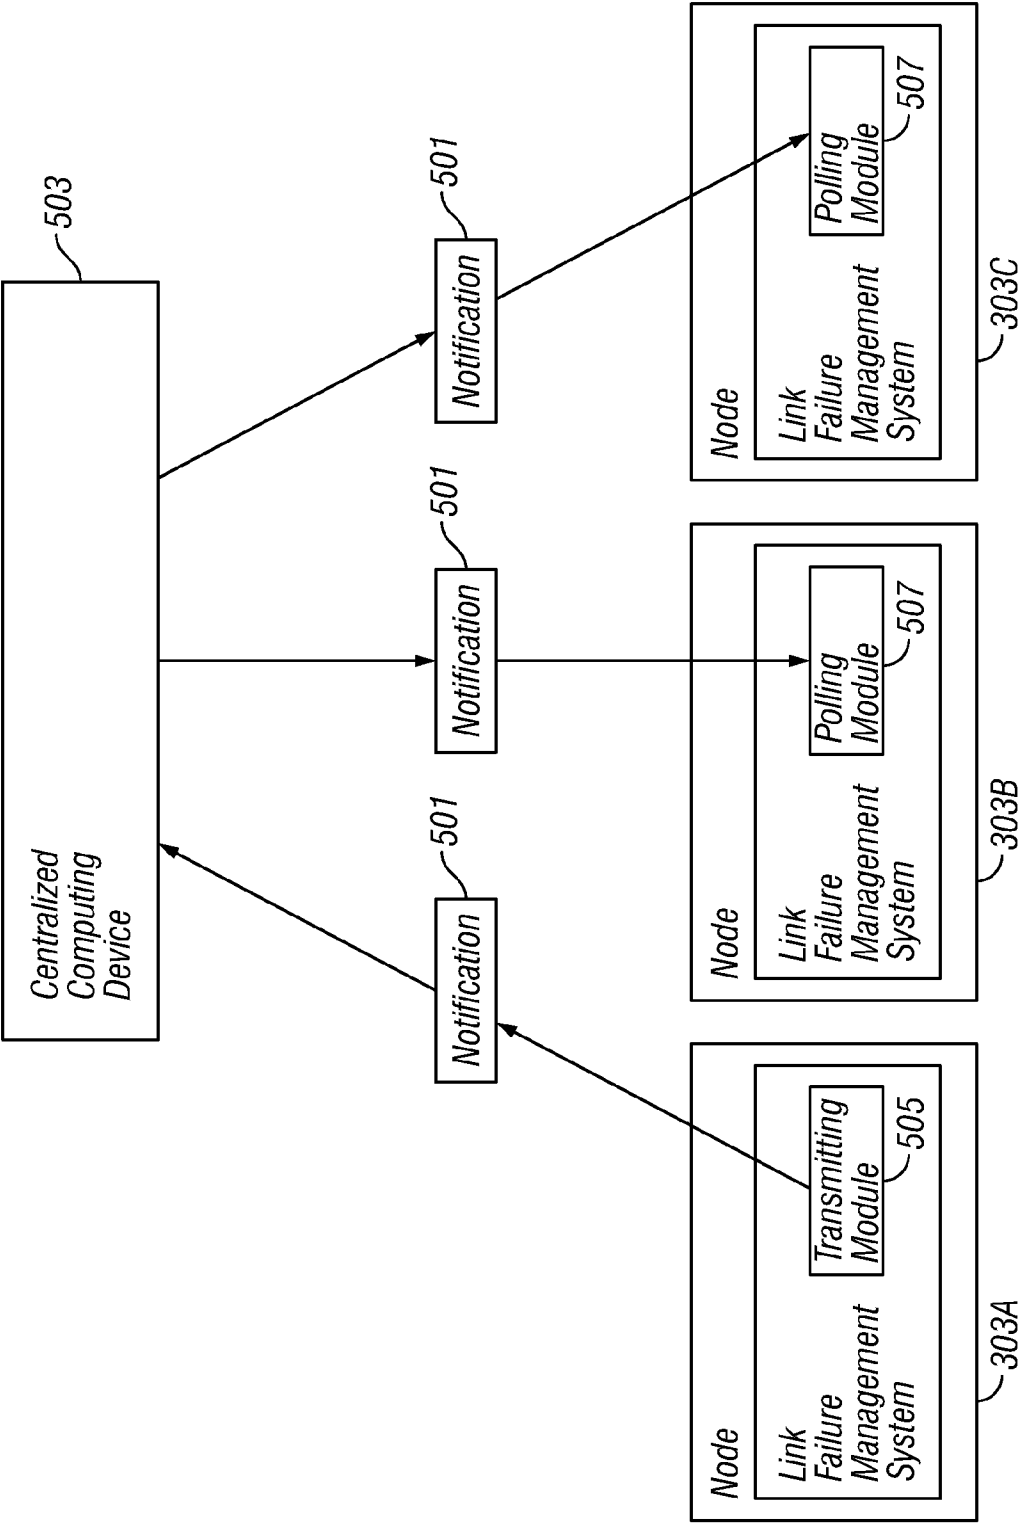 Centralized
Computing
Device
503
Notification
501
Notification
501
Notification
501
Node
Link
Failure
Management
System
Transmitting
Module
505
303A
Node
Link
Failure
Management
System
Polling
Module
507
303B
Node
Link
Failure
Management
System
Polling
Module
507
303C